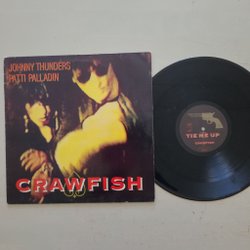 JOHNNY THUNDERS
PATTI PALLADIN
CRAWFISH
TIE ME UP